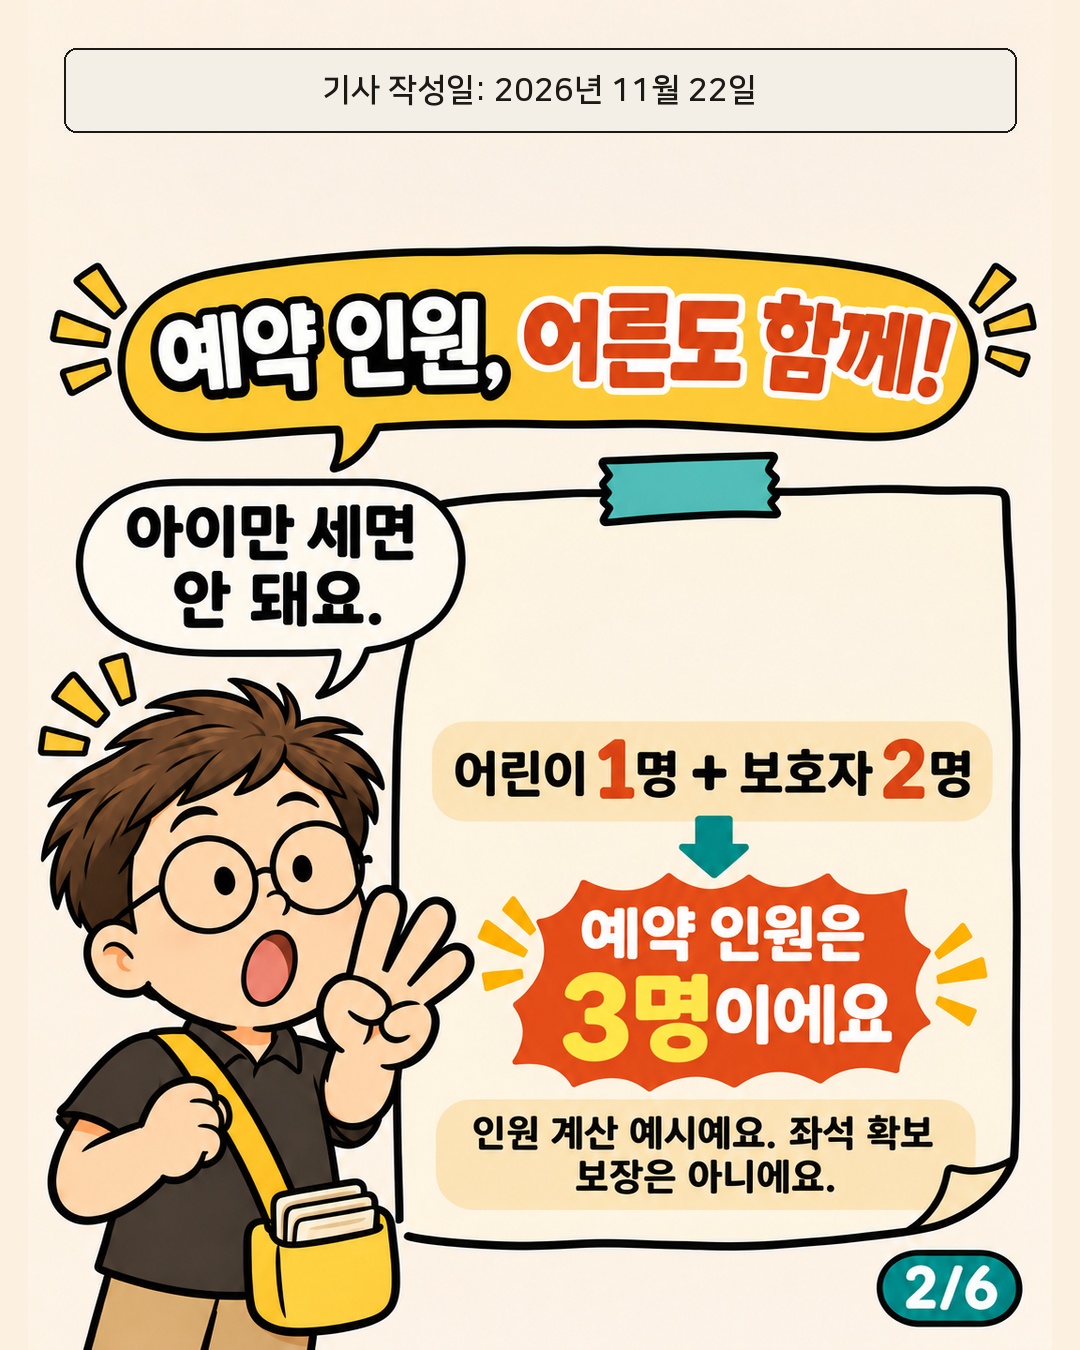 기사 작성일: 2026년 11월 22일
예약 인원, 어른도 함께!
아이만 세면
안 돼요.
어린이 1명 + 보호자 2명
예약 인원은
3명이에요
인원 계산 예시예요. 좌석 확보
보장은 아니에요.
2/6